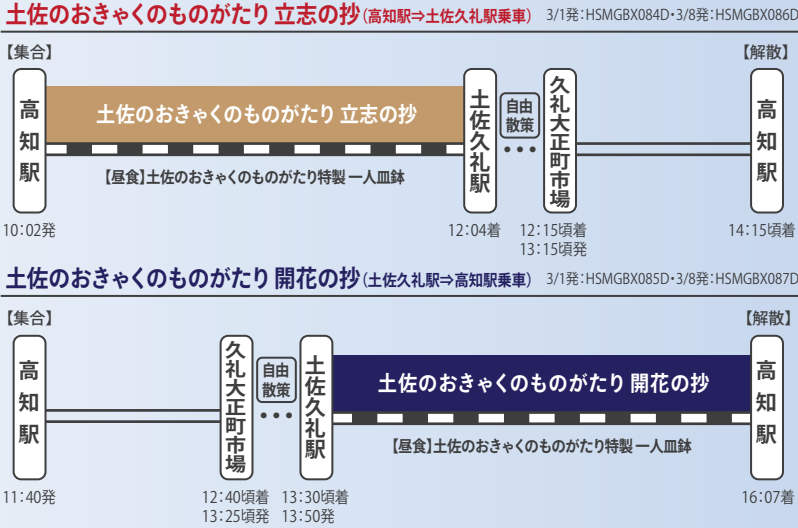 土佐のおきゃくのものがたり 立志の抄(高知駅⇒土佐久礼駅乗車) 3/1発：HSMGBX084D・3/8発：HSMGBX086D
【集合】
【解散】
高知駅
土佐のおきゃくのものがたり 立志の抄
土佐久礼駅
自由
散策
久礼大正町市場
高知駅
【昼食】土佐のおきゃくのものがたり特製 一人皿鉢
10：02発
12：04着
12：15頃着
13：15頃発
14：15頃着
土佐のおきゃくのものがたり 開花の抄(土佐久礼駅⇒高知駅乗車) 3/1発：HSMGBX085D・3/8発：HSMGBX087D
【集合】
【解散】
高知駅
久礼大正町市場
自由
散策
土佐久礼駅
土佐のおきゃくのものがたり 開花の抄
高知駅
【昼食】土佐のおきゃくのものがたり特製 一人皿鉢
11：40発
12：40頃着
13：25頃発
13：30頃着
13：50発
16：07着